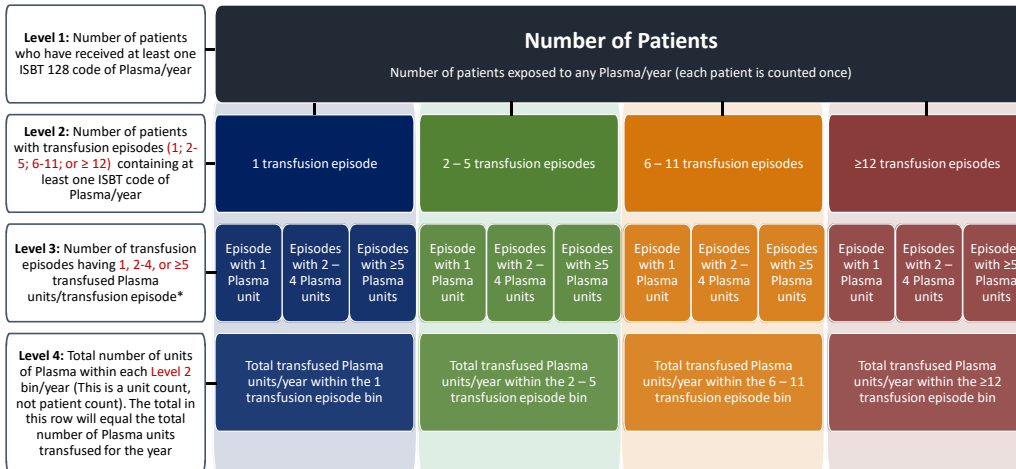 Level 1: Number of patients
who have received at least one
ISBT 128 code of Plasma/year
Number of Patients
Number of patients exposed to any Plasma/year (each patient is counted once)
Level 2: Number of patients
with transfusion episodes (1; 2-
5; 6-11; or ≥ 12) containing at
least one ISBT code of
Plasma/year
1 transfusion episode
2 – 5 transfusion episodes
6 – 11 transfusion episodes
≥12 transfusion episodes
Level 3: Number of transfusion
episodes having 1, 2-4, or ≥5
transfused Plasma
units/transfusion episode*
Episode
with 1
Plasma
unit
Episodes
with 2 –
4 Plasma
units
Episodes
with ≥5
Plasma
units
Episode
with 1
Plasma
unit
Episodes
with 2 –
4 Plasma
units
Episodes
with ≥5
Plasma
units
Episode
with 1
Plasma
unit
Episodes
with 2 –
4 Plasma
units
Episodes
with ≥5
Plasma
units
Episode
with 1
Plasma
unit
Episodes
with 2 –
4 Plasma
units
Episodes
with ≥5
Plasma
units
Level 4: Total number of units
of Plasma within each Level 2
bin/year (This is a unit count,
not patient count). The total in
this row will equal the total
number of Plasma units
transfused for the year
Total transfused Plasma
units/year within the 1
transfusion episode bin
Total transfused Plasma
units/year within the 2 – 5
transfusion episode bin
Total transfused Plasma
units/year within the 6 – 11
transfusion episode bin
Total transfused Plasma
units/year within the ≥12
transfusion episode bin